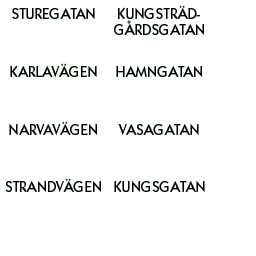 STUREGATAN
KUNGSTRÄD-
GÅRDSGATAN
KARLAVÄGEN
HAMNGATAN
NARVAVÄGEN
VASAGATAN
STRANDVÄGEN
KUNGSGATAN